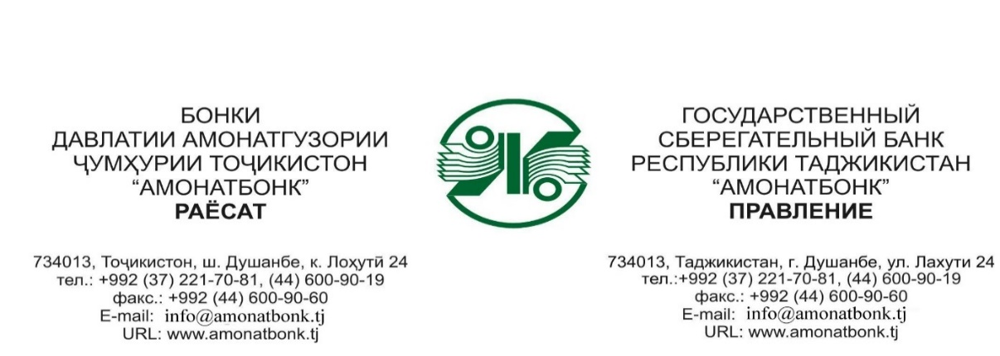 БОНКИ
ДАВЛАТИИ АМОНАТГУЗОРИИ
ҶУМҲУРИИ ТОҶИКИСТОН
“АМОНАТБОНК”
РАЁСАТ
734013, Тоҷикистон, ш. Душанбе, к. Лоҳутӣ 24
тел.: +992 (37) 221-70-81, (44) 600-90-19
факс.: +992 (44) 600-90-60
E-mail: info@amonatbonk.tj
URL: www.amonatbonk.tj
ГОСУДАРСТВЕННЫЙ
СБЕРЕГАТЕЛЬНЫЙ БАНК
РЕСПУБЛИКИ ТАДЖИКИСТАН
“АМОНАТБОНК”
ПРАВЛЕНИЕ
734013, Таджикистан, г. Душанбе, ул. Лахути 24
тел.:+992 (37) 221-70-81, (44) 600-90-19
факс.: +992 (44) 600-90-60
E-mail: info@amonatbonk.tj
URL: www.amonatbonk.tj